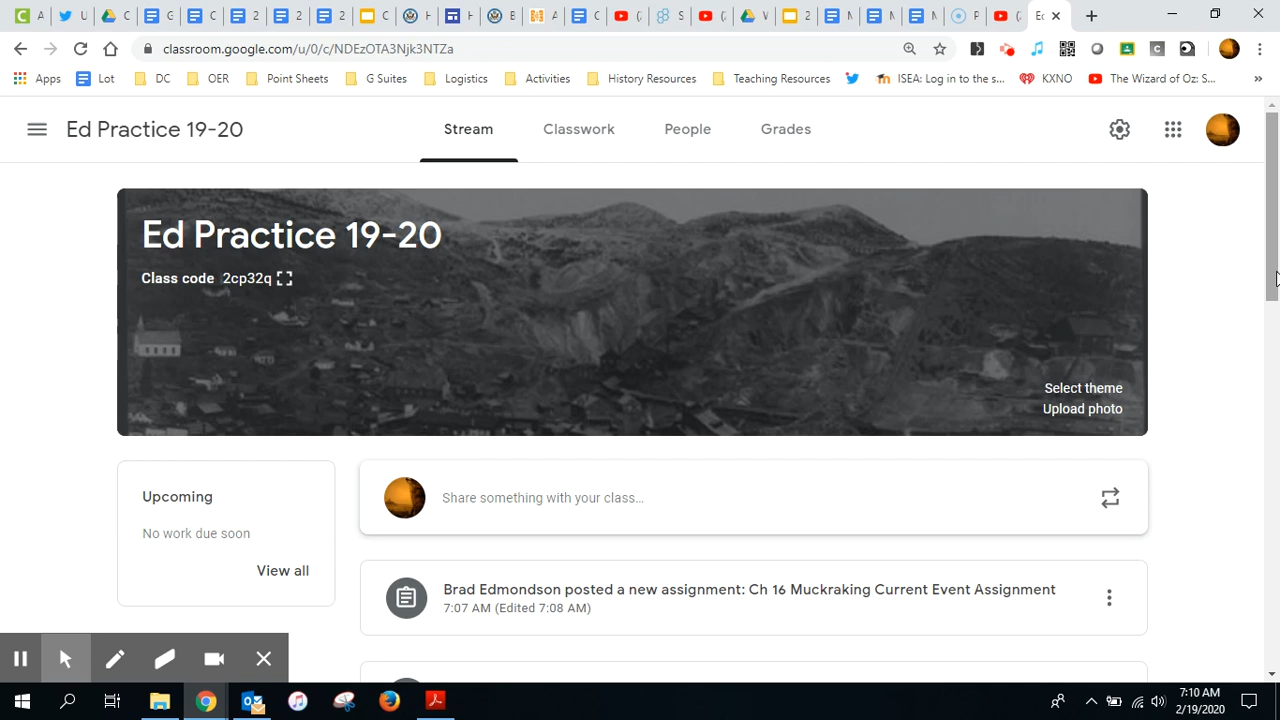 C
U
C
G
C
2
2
C
H
H
B
A
C
(
S
(
W
2
N
N
N
P
(
Ec
classroom.google.com/u/0/c/NDEzOTA3Njk3NTZa
Apps
Lot
DC
OER
Point Sheets
G Suites
Logistics
Activities
History Resources
Teaching Resources
ISEA: Log in to the s...
KXNO
The Wizard of Oz: S...
»
Ed Practice 19-20
Stream
Classwork
People
Grades
Ed Practice 19-20
Class code 2cp32q
Select theme
Upload photo
Upcoming
No work due soon
View all
Share something with your class...
Brad Edmondson posted a new assignment: Ch 16 Muckraking Current Event Assignment
7:07 AM (Edited 7:08 AM)
7:10 AM
2/19/2020